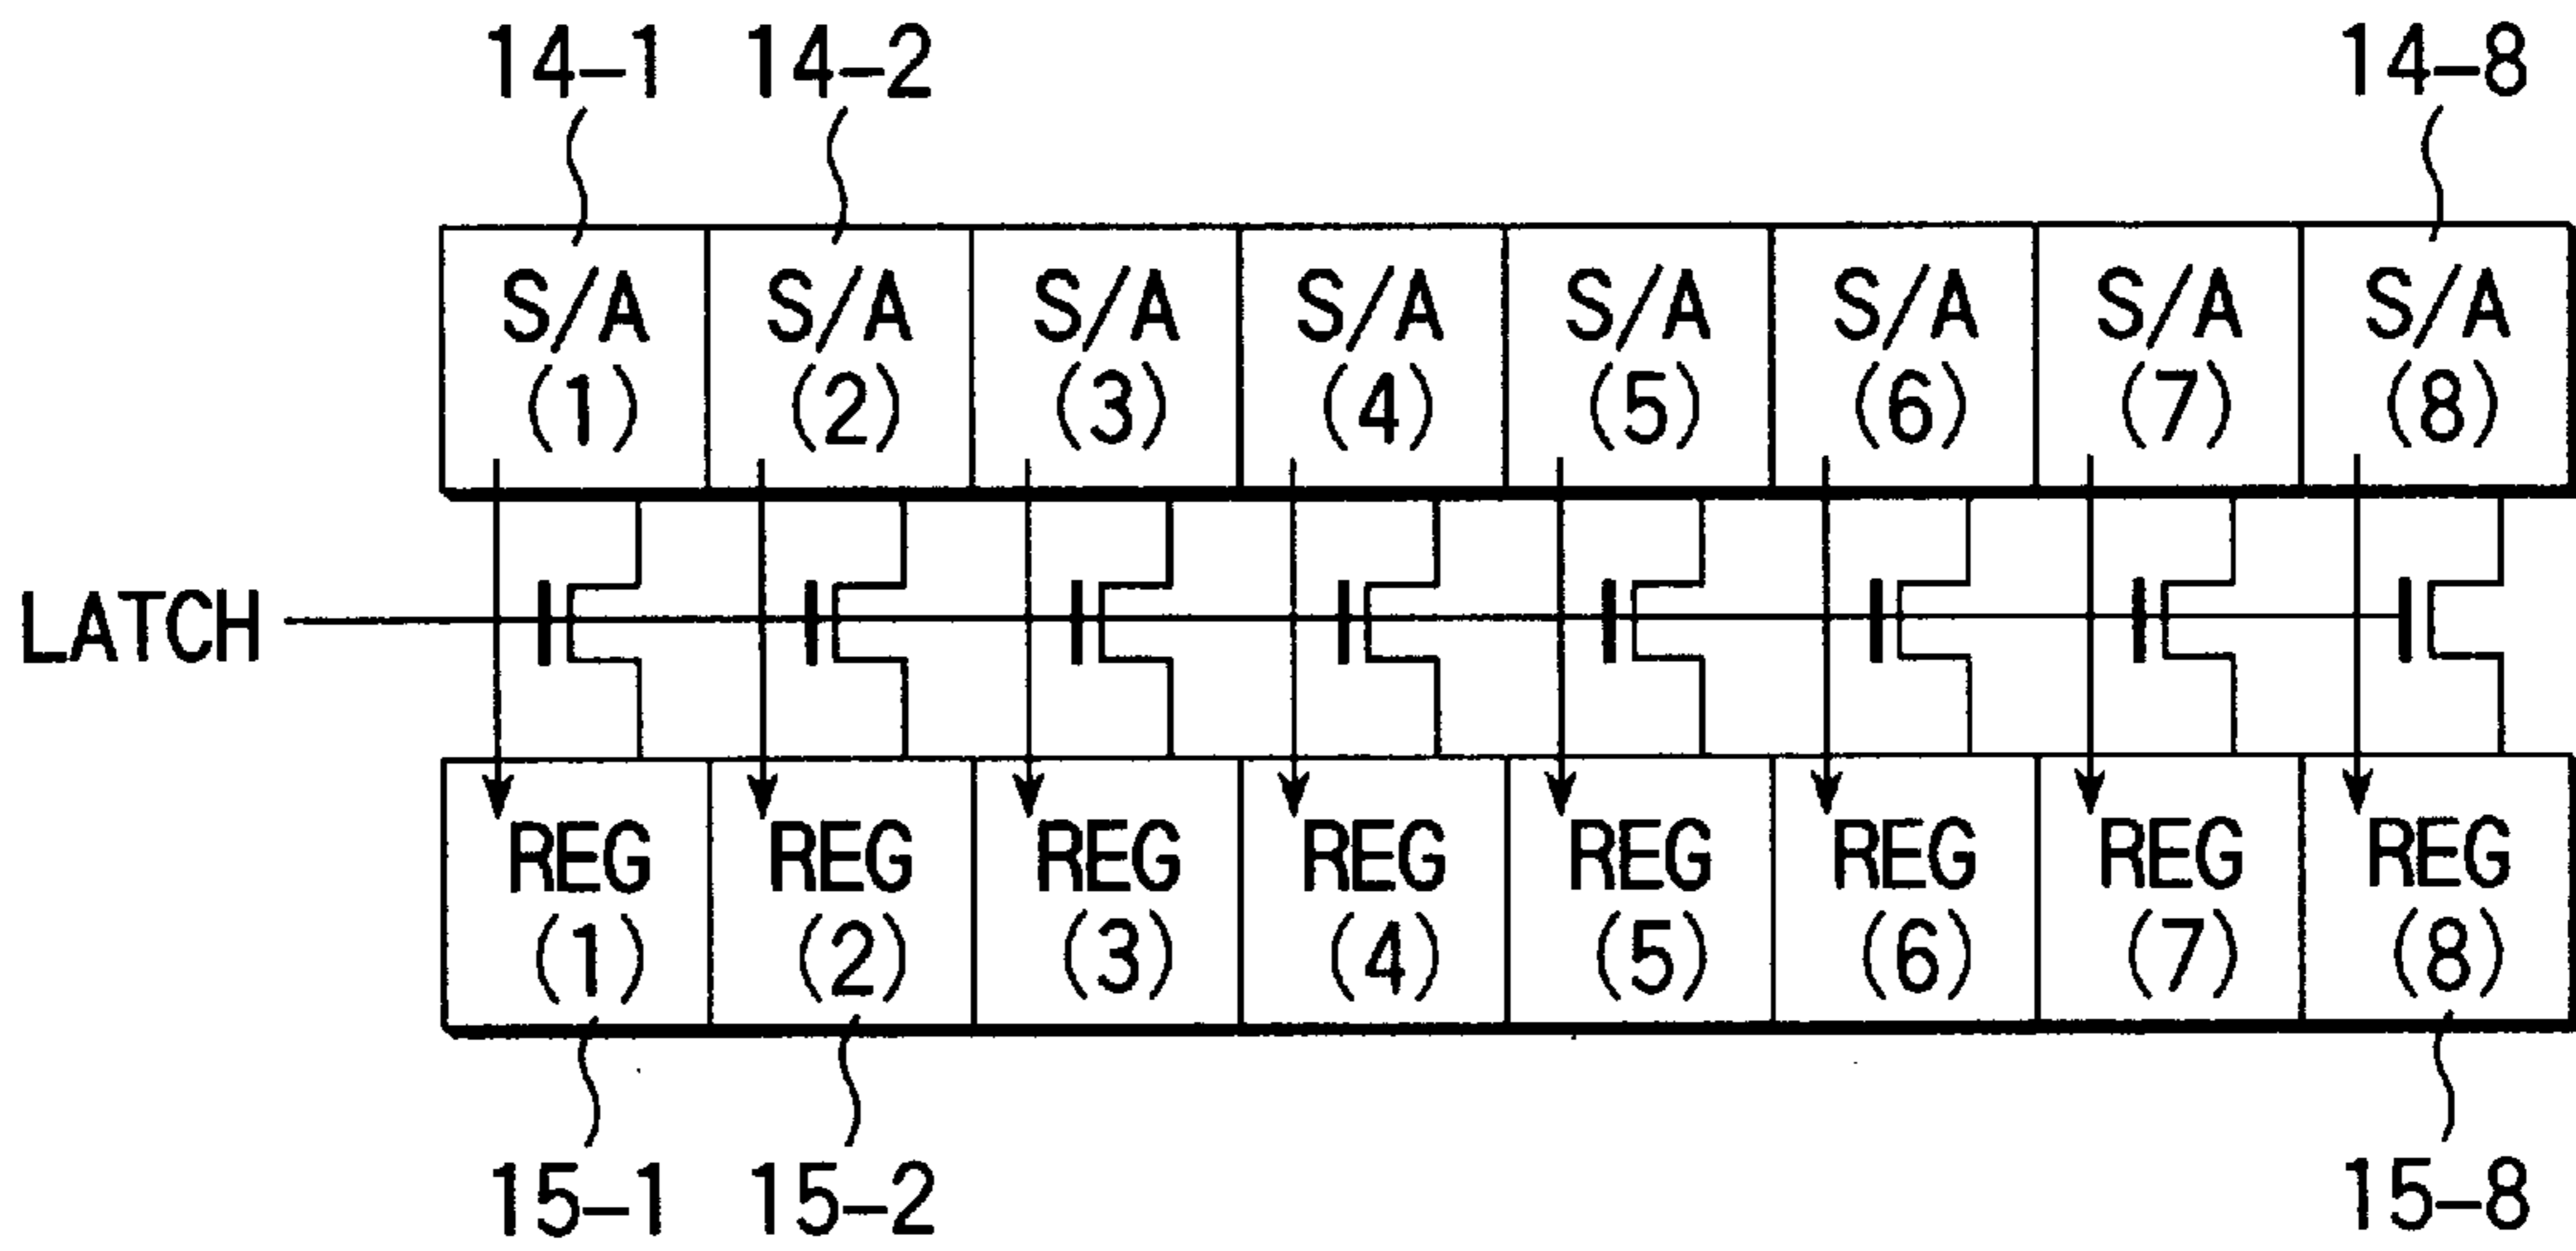 14-1 14-2 14-8
S/A S/A S/A S/A S/A S/A S/A S/A
(1) (2) (3) (4) (5) (6) (7) (8)
LATCH
REG REG REG REG REG REG REG REG
(1) (2) (3) (4) (5) (6) (7) (8)
15-1 15-2 15-8